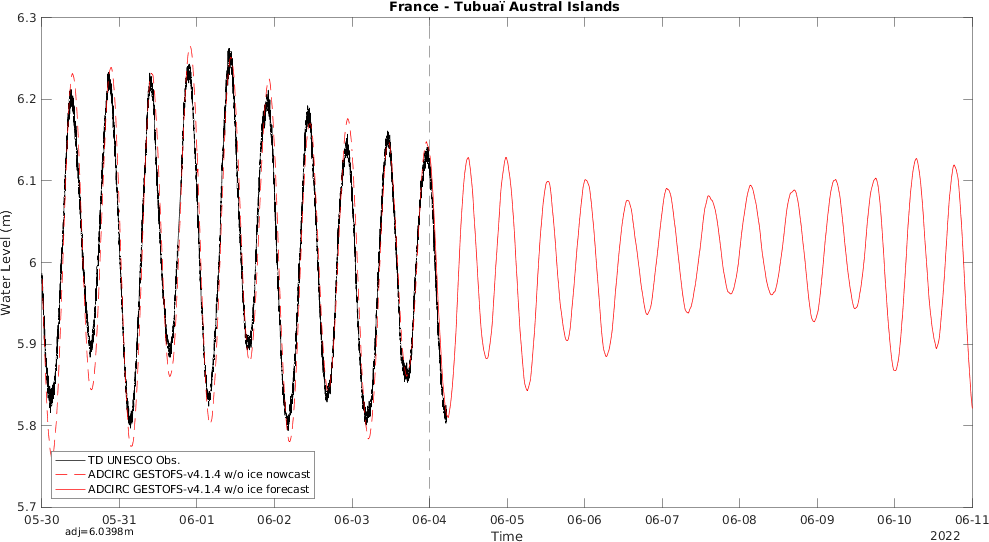 France - Tubuaï Austral Islands
6.3
6.2
6.1
6
5.9
5.8
5.7
Water Level (m)
TD UNESCO Obs.
ADCIRC GESTOFS-v4.1.4 w/o ice nowcast
ADCIRC GESTOFS-v4.1.4 w/o ice forecast
05-30 05-31 06-01 06-02 06-03 06-04 06-05 06-06 06-07 06-08 06-09 06-10 06-11
adj=6.0398m
Time
2022